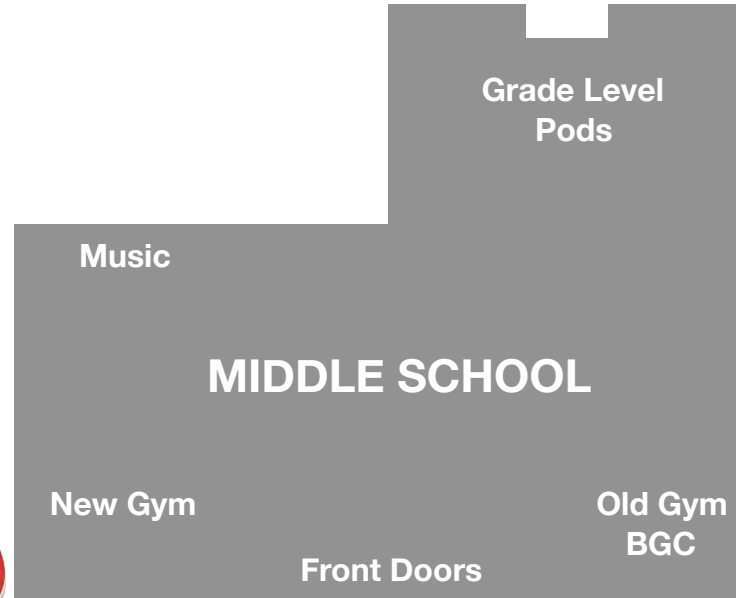 Grade Level
Pods
Music
MIDDLE SCHOOL
New Gym
Old Gym
BGC
Front Doors